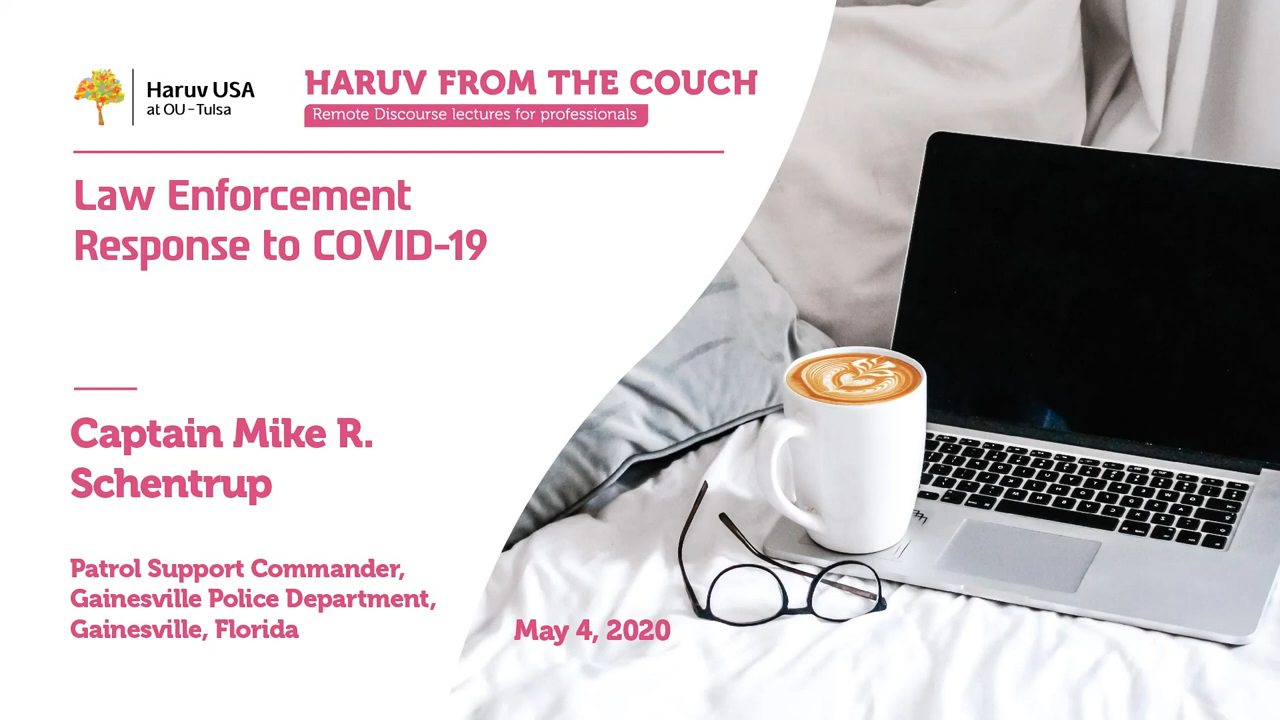 Haruv USA
at OU-Tulsa
HARUV FROM THE COUCH
Remote Discourse lectures for professionals
Law Enforcement
Response to COVID-19
Captain Mike R.
Schentrup
Patrol Support Commander,
Gainesville Police Department,
Gainesville, Florida
May 4, 2020